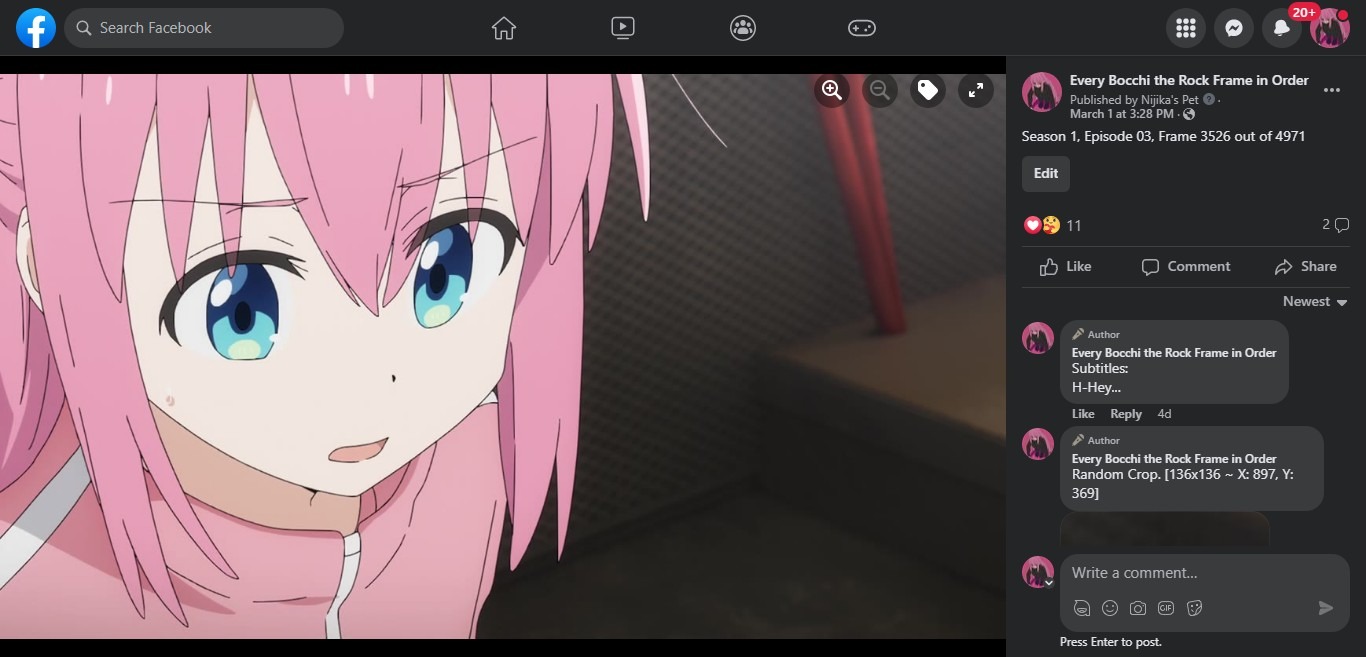 Search Facebook
20+
Every Bocchi the Rock Frame in Order
Published by Nijika's Pet ·
March 1 at 3:28 PM ·
Season 1, Episode 03, Frame 3526 out of 4971
Edit
11
2
Like
Comment
Share
Newest
Author
Every Bocchi the Rock Frame in Order
Subtitles:
H-Hey...
Like Reply 4d
Author
Every Bocchi the Rock Frame in Order
Random Crop. [136x136 ~ X: 897, Y:
369]
Write a comment...
GIF
Press Enter to post.